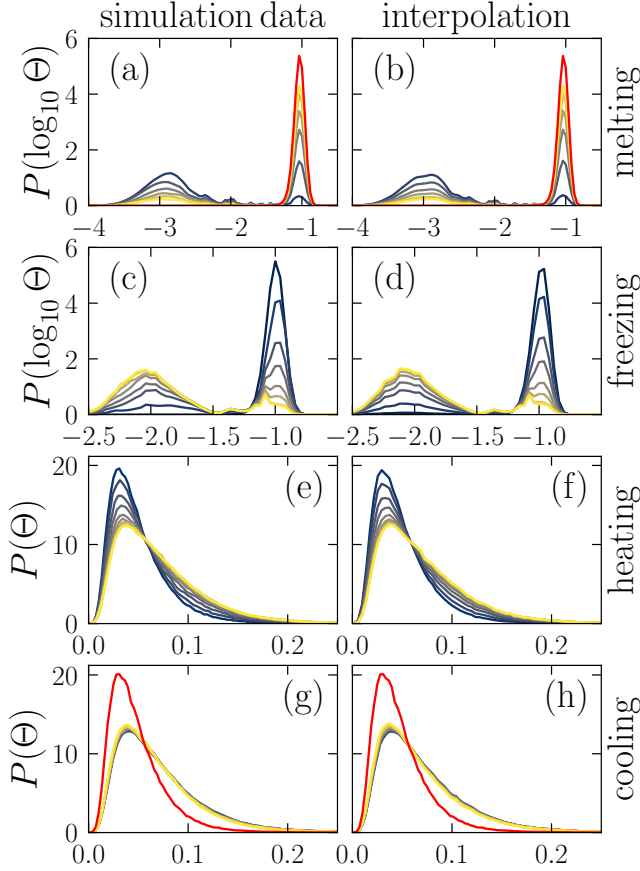 simulation data interpolation
P(log₁₀ Θ) 6 4 2 0 (a) (b) melting
−4 −3 −2 −1 −4 −3 −2 −1
P(log₁₀ Θ) 6 4 2 0 (c) (d) freezing
−2.5 −2.0 −1.5 −1.0 −2.5 −2.0 −1.5 −1.0
P(Θ) 20 10 0 (e) (f) heating
0.0 0.1 0.2 0.0 0.1 0.2
P(Θ) 20 10 0 (g) (h) cooling
0.0 0.1 0.2 0.0 0.1 0.2